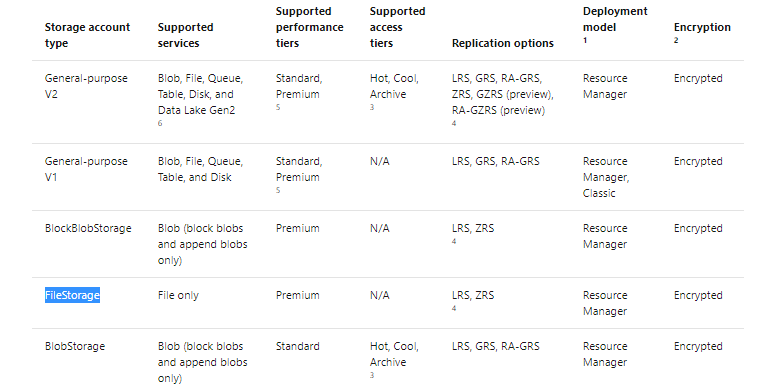 Storage account type | Supported services | Supported performance tiers | Supported access tiers | Replication options | Deployment model 1 | Encryption 2
General-purpose V2 | Blob, File, Queue, Table, Disk, and Data Lake Gen2 6 | Standard, Premium 5 | Hot, Cool, Archive 3 | LRS, GRS, RA-GRS, ZRS, GZRS (preview), RA-GZRS (preview) 4 | Resource Manager | Encrypted
General-purpose V1 | Blob, File, Queue, Table, and Disk | Standard, Premium 5 | N/A | LRS, GRS, RA-GRS | Resource Manager, Classic | Encrypted
BlockBlobStorage | Blob (block blobs and append blobs only) | Premium | N/A | LRS, ZRS 4 | Resource Manager | Encrypted
FileStorage | File only | Premium | N/A | LRS, ZRS 4 | Resource Manager | Encrypted
BlobStorage | Blob (block blobs and append blobs only) | Standard | Hot, Cool, Archive 3 | LRS, GRS, RA-GRS | Resource Manager | Encrypted